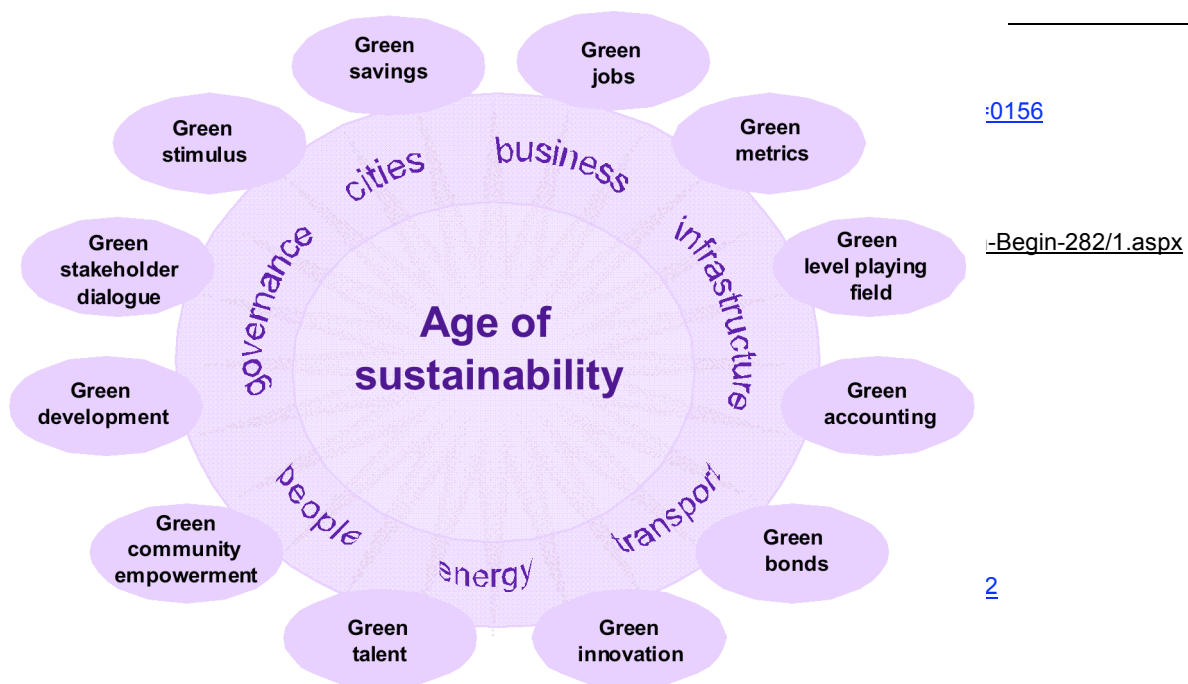 Green
savings
Green
jobs
Green
stimulus
Green
metrics
cities
business
Green
stakeholder
dialogue
governance
infrastructure
Green
level playing
field
Age of
sustainability
Green
development
Green
accounting
people
energy
transport
Green
community
empowerment
Green
bonds
Green
talent
Green
innovation
0156
-Begin-282/1.aspx
2